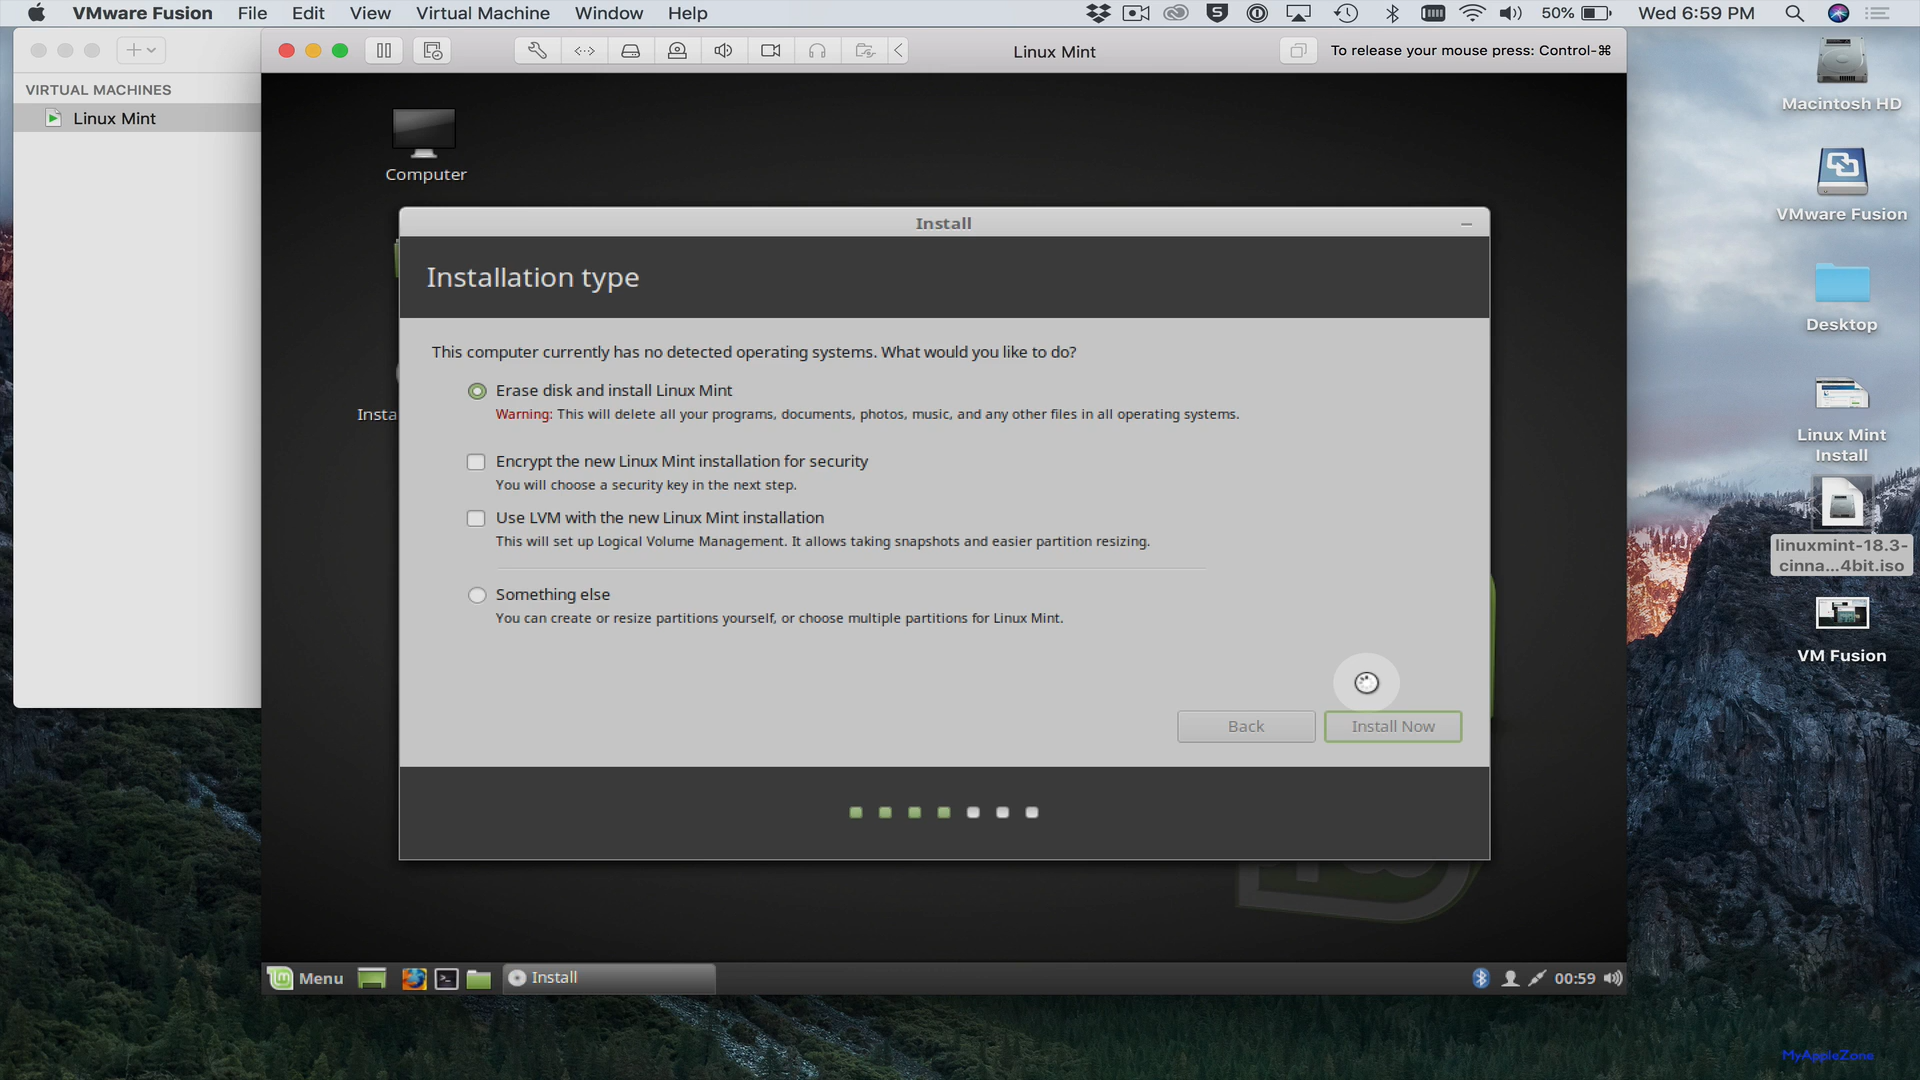 VMware Fusion File Edit View Virtual Machine Window Help 50% Wed 6:59 PM
Linux Mint To release your mouse press: Control-⌘
VIRTUAL MACHINES
Linux Mint
Computer
Install
Installation type
This computer currently has no detected operating systems. What would you like to do?
Erase disk and install Linux Mint
Warning: This will delete all your programs, documents, photos, music, and any other files in all operating systems.
Insta
Encrypt the new Linux Mint installation for security
You will choose a security key in the next step.
Use LVM with the new Linux Mint installation
This will set up Logical Volume Management. It allows taking snapshots and easier partition resizing.
Something else
You can create or resize partitions yourself, or choose multiple partitions for Linux Mint.
Back Install Now
Menu Install 00:59
Macintosh HD
VMware Fusion
Desktop
Linux Mint
Install
linuxmint-18.3-
cinna...4bit.iso
VM Fusion
MyAppleZone